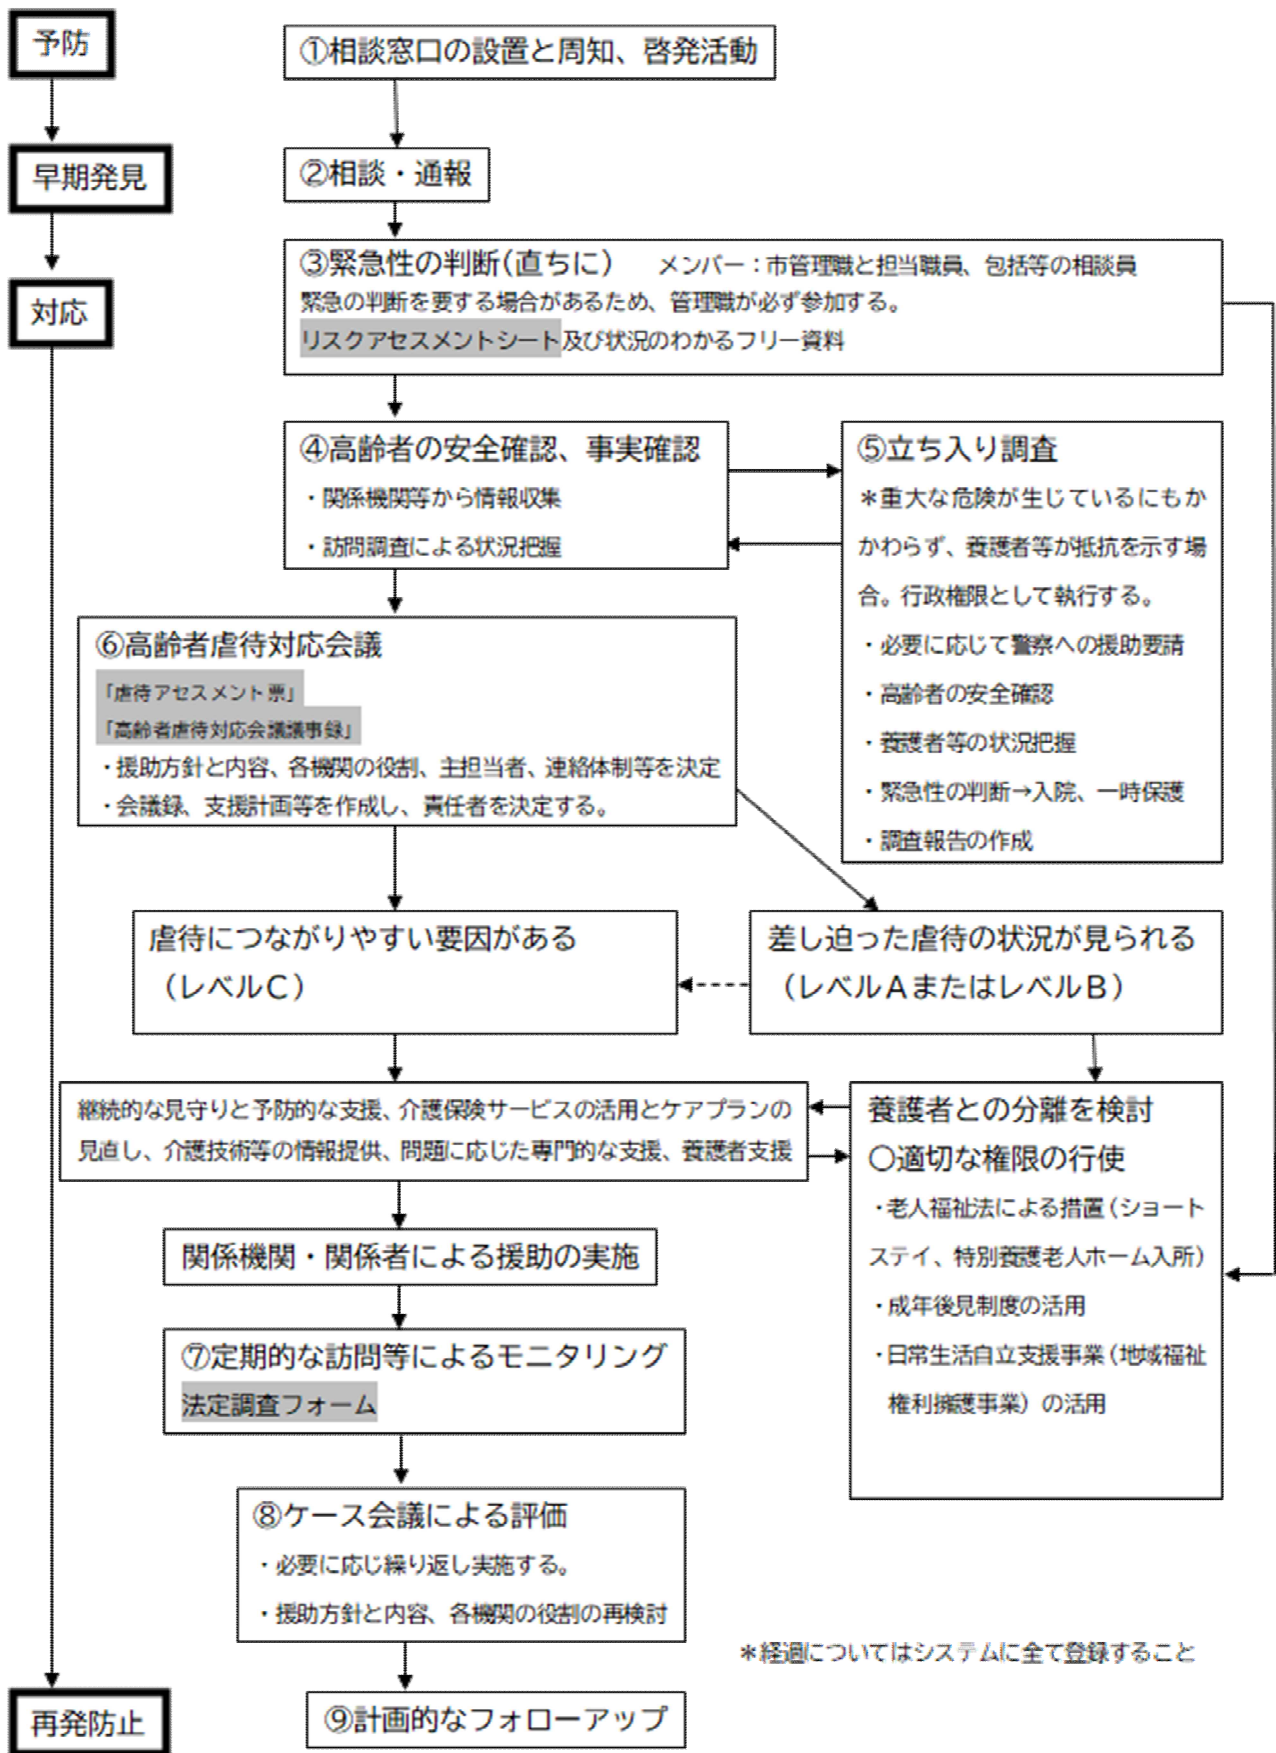 予防
①相談窓口の設置と周知、啓発活動
早期発見
②相談・通報
対応
③緊急性の判断(直ちに)　メンバー：市管理職と担当職員、包括等の相談員
緊急の判断を要する場合があるため、管理職が必ず参加する。
リスクアセスメントシート及び状況のわかるフリー資料
④高齢者の安全確認、事実確認
・関係機関等から情報収集
・訪問調査による状況把握
⑤立ち入り調査
＊重大な危険が生じているにもか
かわらず、養護者等が抵抗を示す場
合。行政権限として執行する。
・必要に応じて警察への援助要請
・高齢者の安全確認
・養護者等の状況把握
・緊急性の判断→入院、一時保護
・調査報告の作成
⑥高齢者虐待対応会議
「虐待アセスメント票」
「高齢者虐待対応会議議事録」
・援助方針と内容、各機関の役割、主担当者、連絡体制等を決定
・会議録、支援計画等を作成し、責任者を決定する。
虐待につながりやすい要因がある
（レベルＣ）
差し迫った虐待の状況が見られる
（レベルＡまたはレベルＢ）
継続的な見守りと予防的な支援、介護保険サービスの活用とケアプランの
見直し、介護技術等の情報提供、問題に応じた専門的な支援、養護者支援
養護者との分離を検討
〇適切な権限の行使
・老人福祉法による措置（ショート
ステイ、特別養護老人ホーム入所）
・成年後見制度の活用
・日常生活自立支援事業（地域福祉
権利擁護事業）の活用
関係機関・関係者による援助の実施
⑦定期的な訪問等によるモニタリング
法定調査フォーム
⑧ケース会議による評価
・必要に応じ繰り返し実施する。
・援助方針と内容、各機関の役割の再検討
＊経過についてはシステムに全て登録すること
再発防止
⑨計画的なフォローアップ